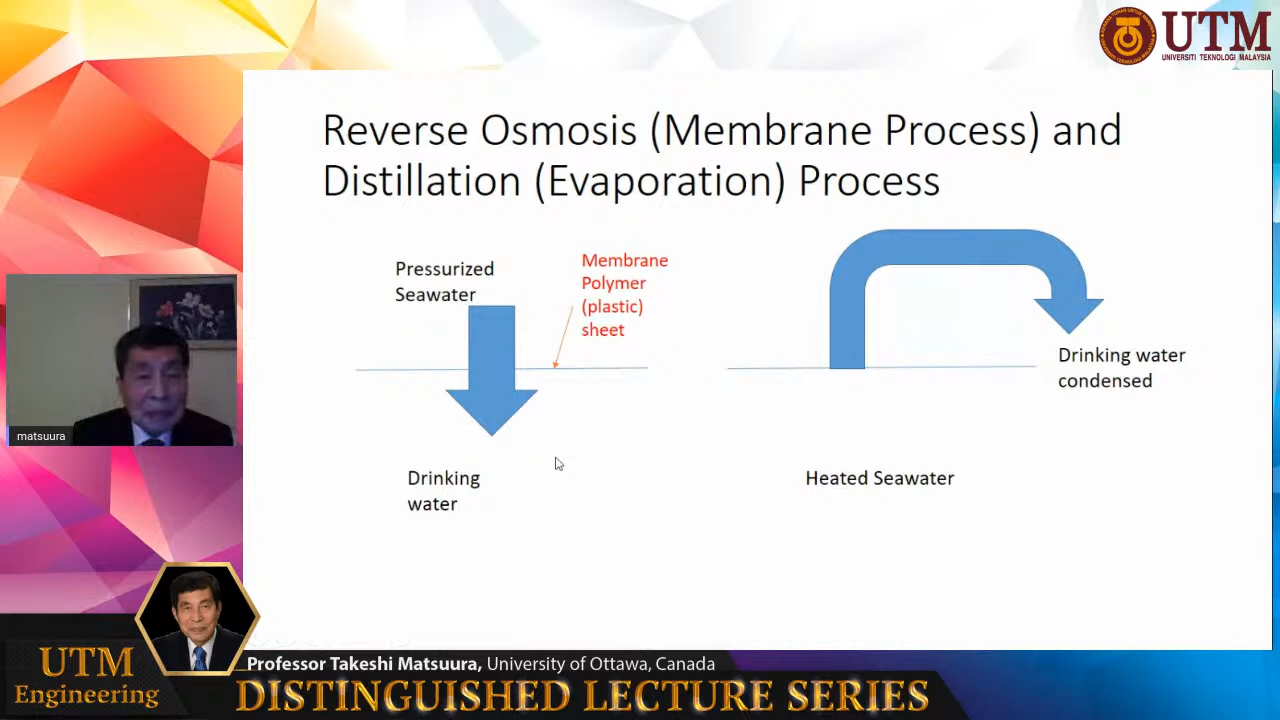 UTM
UNIVERSITI TEKNOLOGI MALAYSIA
Reverse Osmosis (Membrane Process) and
Distillation (Evaporation) Process
Pressurized
Seawater
Membrane
Polymer
(plastic)
sheet
Drinking water
condensed
matsuura
Drinking
water
Heated Seawater
UTM
Engineering
Professor Takeshi Matsuura, University of Ottawa, Canada
DISTINGUISHED LECTURE SERIES